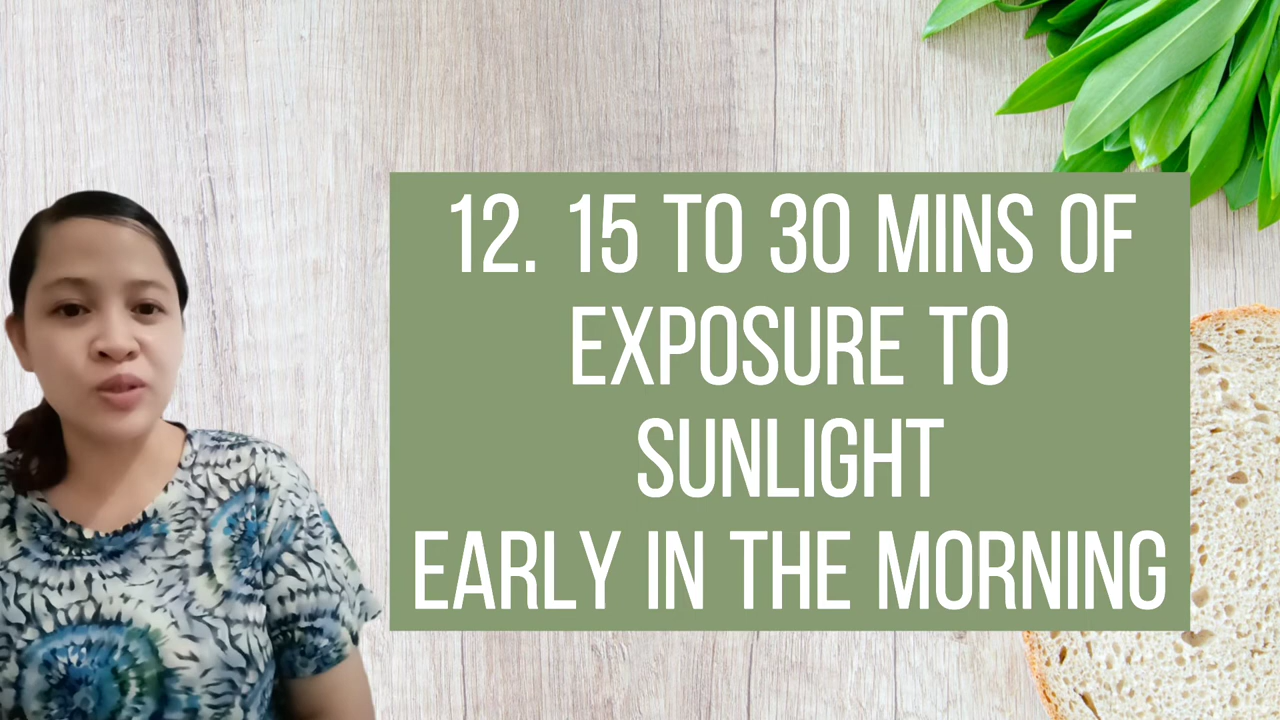 12. 15 TO 30 MINS OF
EXPOSURE TO
SUNLIGHT
EARLY IN THE MORNING